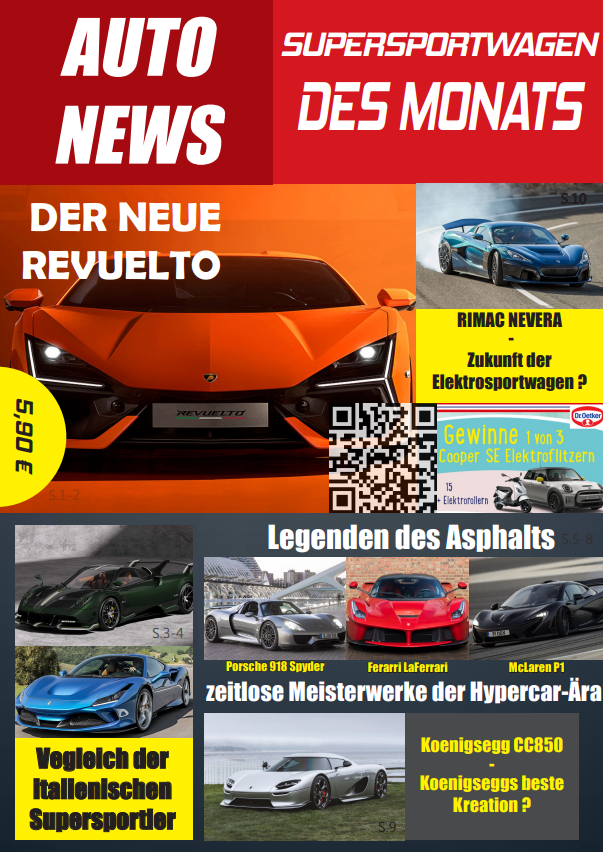 AUTO
NEWS
SUPERSPORTWAGEN
DES MONATS
DER NEUE
REVUELTO
S.10
RIMAC NEVERA
-
Zukunft der
Elektrosportwagen ?
5,90 €
REVUELTO
S.1-2
Dr. Oetker
Gewinne 1 von 3
Cooper SE Elektroflitzern
15
+ Elektrorollern
Legenden des Asphalts
S.5-8
S.3-4
Porsche 918 Spyder
Ferarri LaFerrari
McLaren P1
zeitlose Meisterwerke der Hypercar-Ära
Vegleich der
Italienischen
Supersportler
S.9
Koenigsegg CC850
-
Koenigseggs beste
Kreation ?